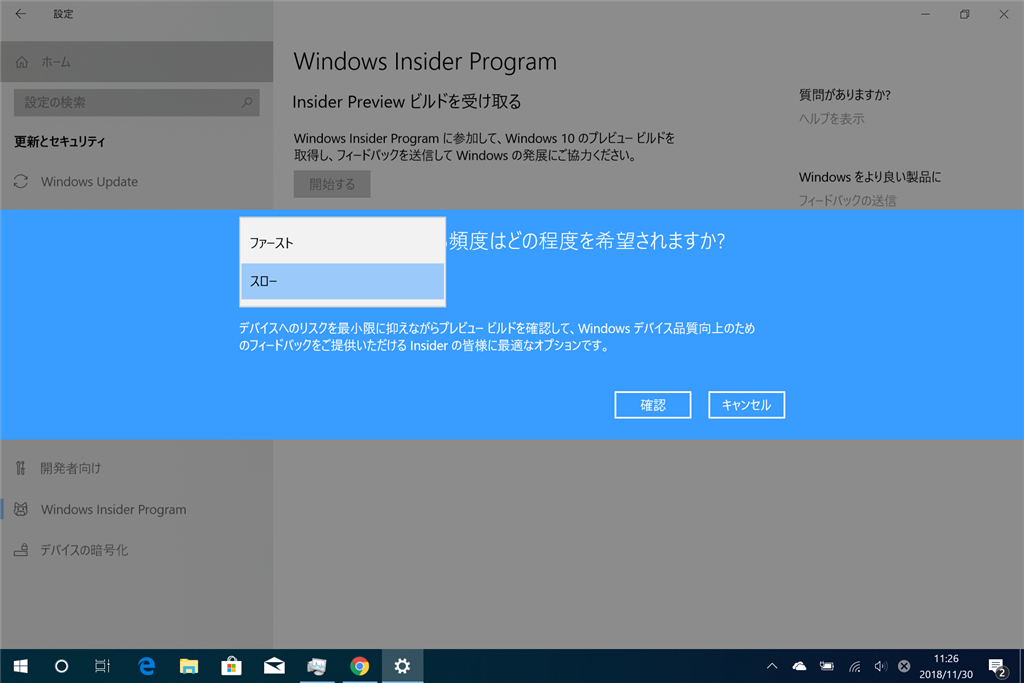 設定
ホーム
設定の検索
更新とセキュリティ
Windows Update
Windows Insider Program
Insider Preview ビルドを受け取る
Windows Insider Program に参加して、Windows 10 のプレビュー ビルドを
取得し、フィードバックを送信して Windows の発展にご協力ください。
開始する
質問がありますか?
ヘルプを表示
Windows をより良い製品に
フィードバックの送信
頻度はどの程度を希望されますか?
ファースト
スロー
デバイスへのリスクを最小限に抑えながらプレビュー ビルドを確認して、Windows デバイス品質向上のため
のフィードバックをご提供いただける Insider の皆様に最適なオプションです。
確認
キャンセル
開発者向け
Windows Insider Program
デバイスの暗号化
11:26
2018/11/30
2